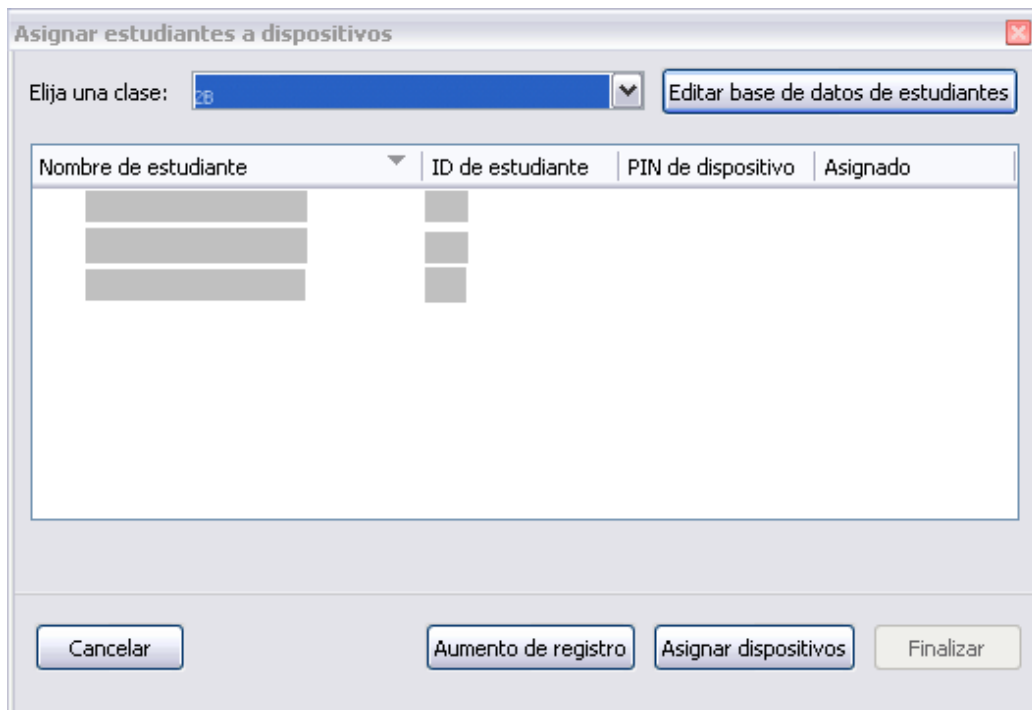 Asignar estudiantes a dispositivos
Elija una clase: 2B Editar base de datos de estudiantes
Nombre de estudiante ID de estudiante PIN de dispositivo Asignado
Cancelar Aumento de registro Asignar dispositivos Finalizar